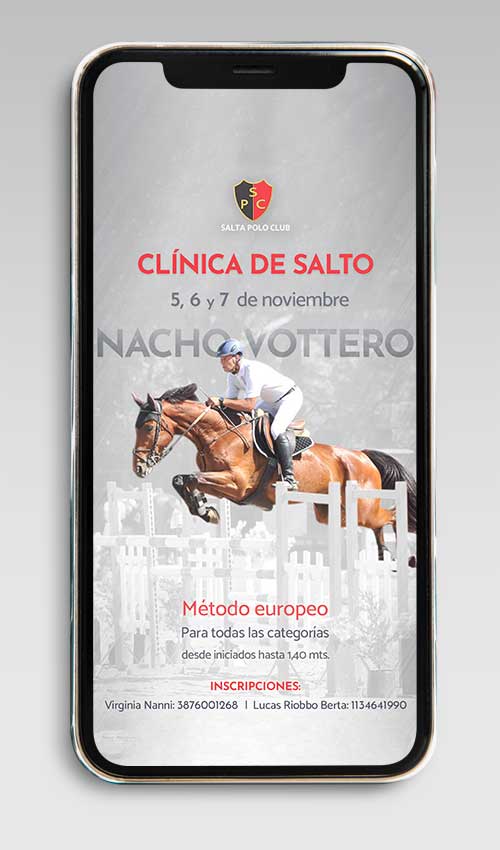 S
P C
SALTA POLO CLUB
CLÍNICA DE SALTO
5, 6 y 7 de noviembre
NACHO VOTTERO
Método europeo
Para todas las categorías
desde iniciados hasta 1,40 mts.
INSCRIPCIONES:
Virginia Nanni: 3876001268 | Lucas Riobbo Berta: 1134641990